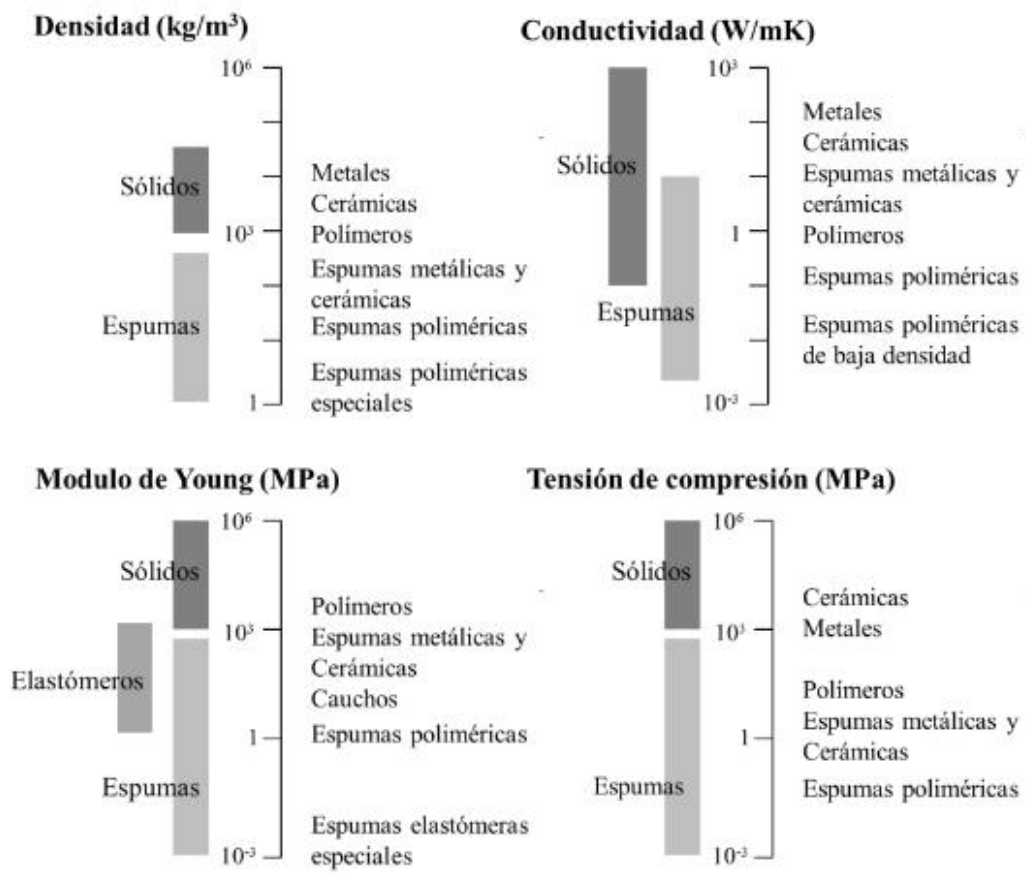 Densidad (kg/m³)
10⁶
Sólidos
10³
Espumas
1
Metales
Cerámicas
Polímeros
Espumas metálicas y
cerámicas
Espumas poliméricas
Espumas poliméricas
especiales
Conductividad (W/mK)
10³
Sólidos
1
Espumas
10⁻³
Metales
Cerámicas
Espumas metálicas y
cerámicas
Polímeros
Espumas poliméricas
Espumas poliméricas
de baja densidad
Modulo de Young (MPa)
10⁶
Sólidos
10³
Elastómeros
1
Espumas
10⁻³
Polímeros
Espumas metálicas y
Cerámicas
Cauchos
Espumas poliméricas
Espumas elastómeras
especiales
Tensión de compresión (MPa)
10⁶
Sólidos
10³
1
Espumas
10⁻³
Cerámicas
Metales
Polímeros
Espumas metálicas y
Cerámicas
Espumas poliméricas